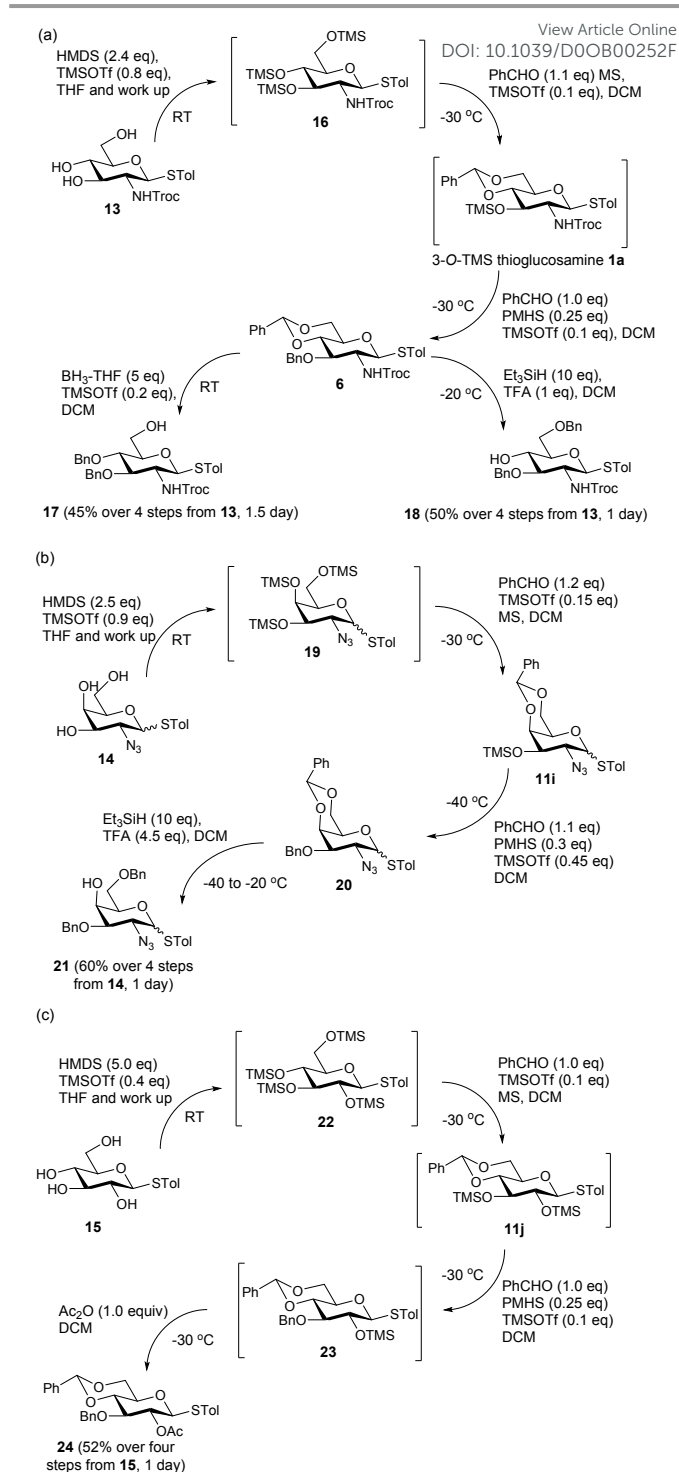 View Article Online
DOI: 10.1039/D0OB00252F
(a)
HMDS (2.4 eq),
TMSOTf (0.8 eq),
THF and work up
RT
OTMS
TMSO
TMSO
O
STol
NHTroc
16
PhCHO (1.1 eq) MS,
TMSOTf (0.1 eq), DCM
-30 °C
OH
HO
HO
O
STol
NHTroc
13
Ph
O
O
O
TMSO
STol
NHTroc
3-O-TMS thioglucosamine 1a
-30 °C
PhCHO (1.0 eq)
PMHS (0.25 eq)
TMSOTf (0.1 eq), DCM
Ph
O
O
O
BnO
STol
NHTroc
6
BH3-THF (5 eq)
TMSOTf (0.2 eq),
DCM
RT
-20 °C
Et3SiH (10 eq),
TFA (1 eq), DCM
OH
BnO
BnO
O
STol
NHTroc
17 (45% over 4 steps from 13, 1.5 day)
OBn
HO
BnO
O
STol
NHTroc
18 (50% over 4 steps from 13, 1 day)
(b)
HMDS (2.5 eq)
TMSOTf (0.9 eq)
THF and work up
RT
TMSO
OTMS
O
TMSO
N3
STol
19
PhCHO (1.2 eq)
TMSOTf (0.15 eq)
MS, DCM
-30 °C
OH
OH
O
HO
N3
STol
14
Ph
O
O
O
TMSO
N3
STol
11i
-40 °C
PhCHO (1.1 eq)
PMHS (0.3 eq)
TMSOTf (0.45 eq)
DCM
Ph
O
O
O
BnO
N3
STol
20
Et3SiH (10 eq),
TFA (4.5 eq), DCM
-40 to -20 °C
HO
OBn
O
BnO
N3
STol
21 (60% over 4 steps
from 14, 1 day)
(c)
HMDS (5.0 eq)
TMSOTf (0.4 eq)
THF and work up
RT
OTMS
TMSO
TMSO
O
STol
OTMS
22
PhCHO (1.0 eq)
TMSOTf (0.1 eq)
MS, DCM
-30 °C
OH
HO
HO
O
STol
OH
15
Ph
O
O
O
TMSO
STol
OTMS
11j
-30 °C
PhCHO (1.0 eq)
PMHS (0.25 eq)
TMSOTf (0.1 eq)
DCM
Ph
O
O
O
BnO
STol
OTMS
23
Ac2O (1.0 equiv)
DCM
-30 °C
Ph
O
O
O
BnO
STol
OAc
24 (52% over four
steps from 15, 1 day)